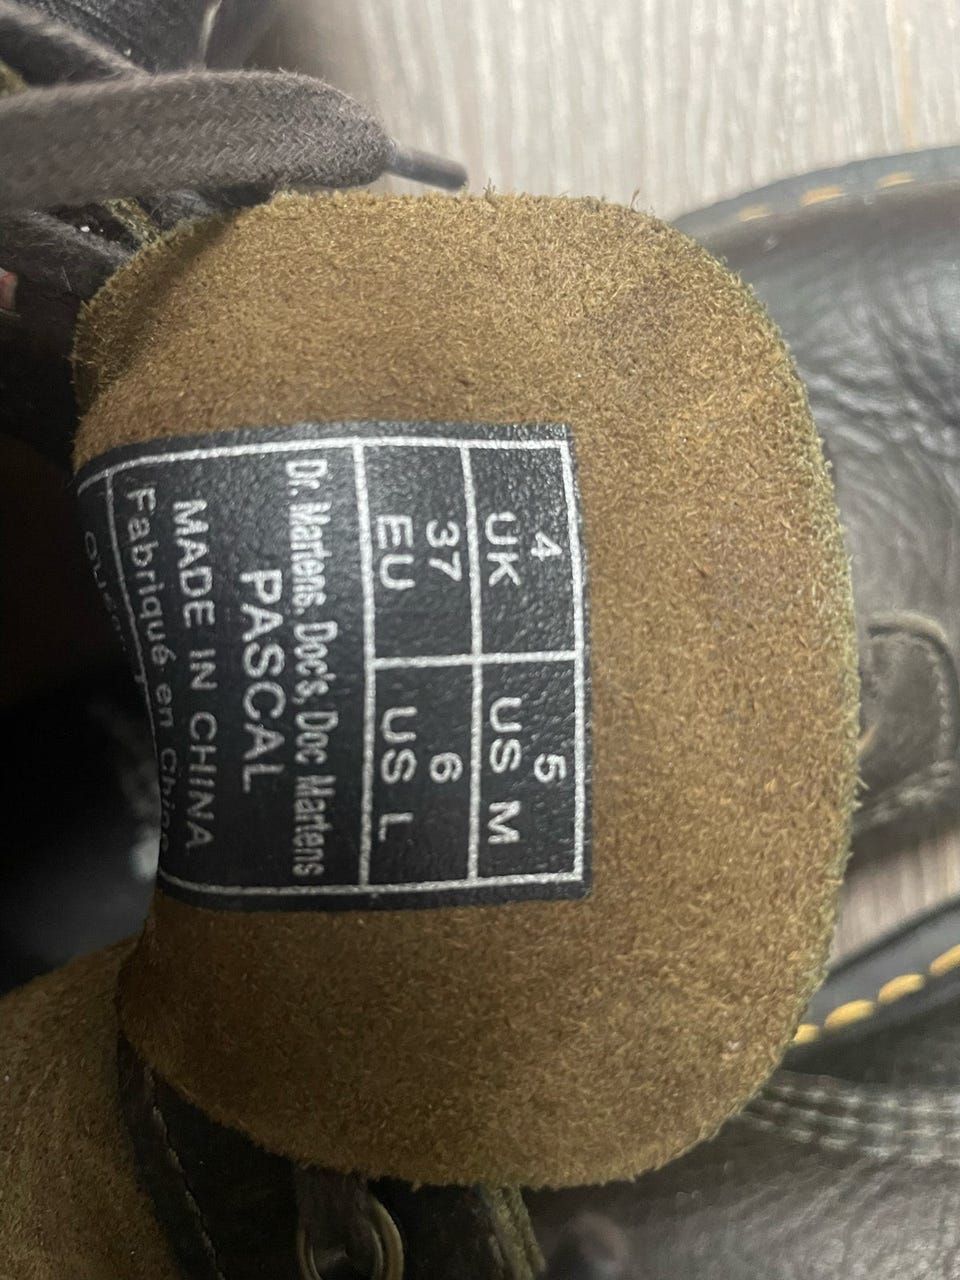 4 5
UK US M
37 6
EU US L
Dr. Martens, Doc's, Doc Martens
PASCAL
MADE IN CHINA
Fabriqué en Chine